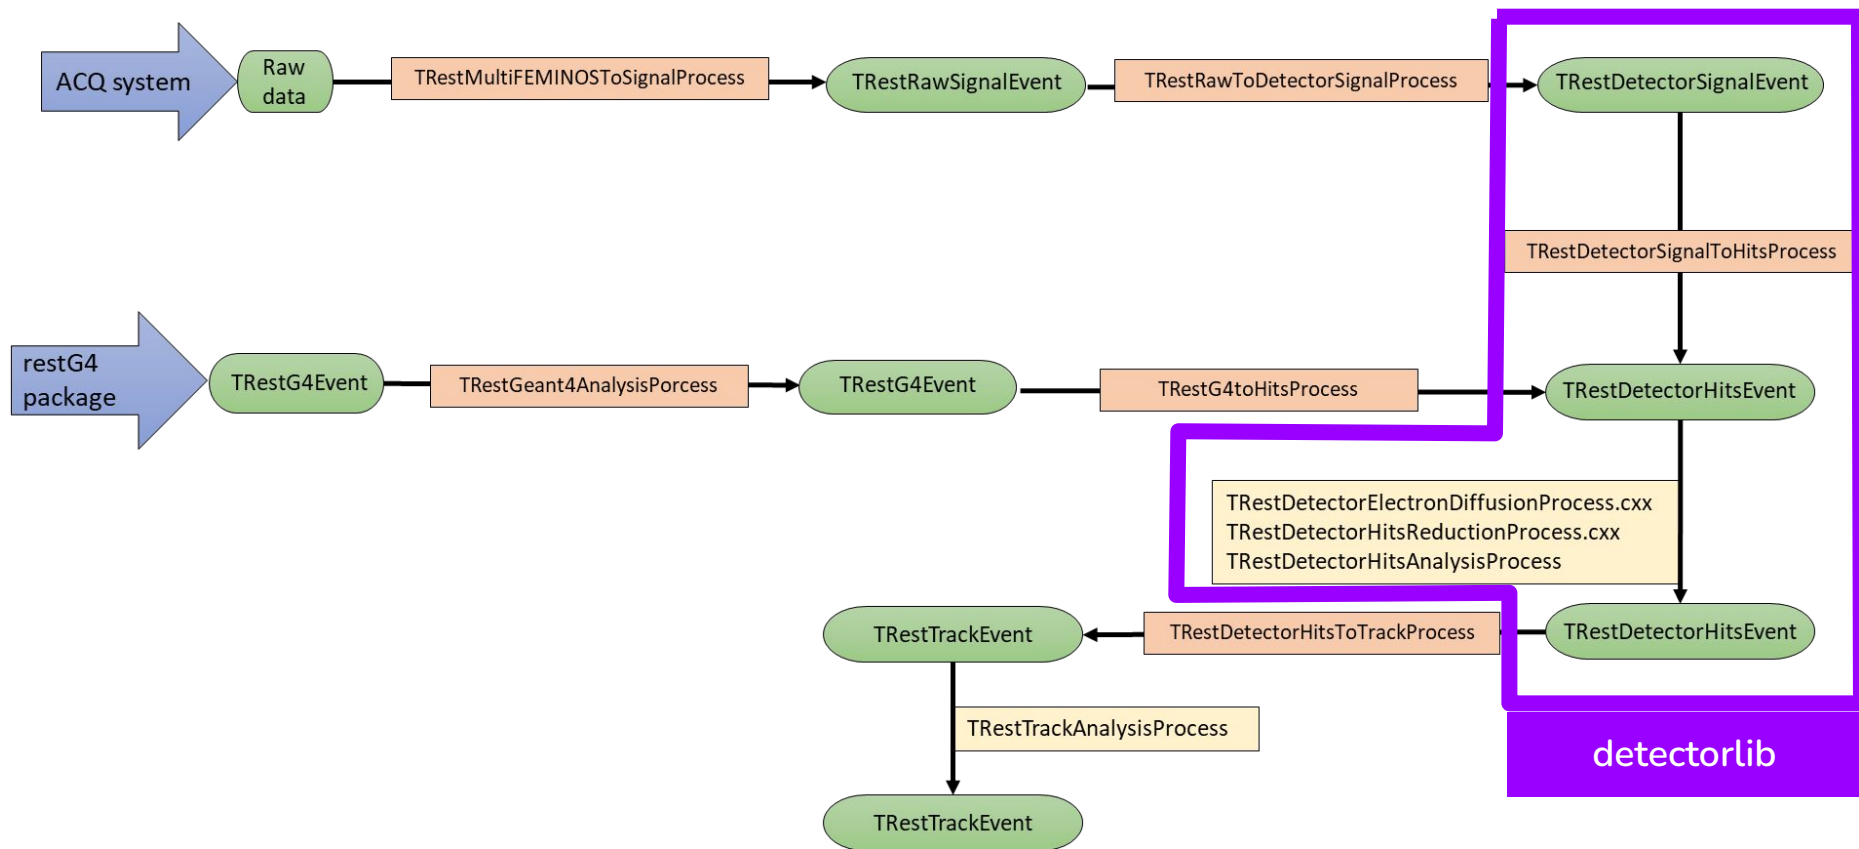 ACQ system
Raw
data
TRestMultiFEMINOSToSignalProcess
TRestRawSignalEvent
TRestRawToDetectorSignalProcess
TRestDetectorSignalEvent
TRestDetectorSignalToHitsProcess
restG4
package
TRestG4Event
TRestGeant4AnalysisPorcess
TRestG4Event
TRestG4toHitsProcess
TRestDetectorHitsEvent
TRestDetectorElectronDiffusionProcess.cxx
TRestDetectorHitsReductionProcess.cxx
TRestDetectorHitsAnalysisProcess
TRestTrackEvent
TRestDetectorHitsToTrackProcess
TRestDetectorHitsEvent
TRestTrackAnalysisProcess
detectorlib
TRestTrackEvent